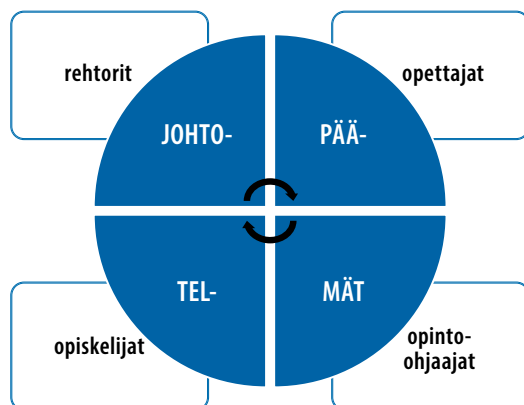 rehtorit
opettajat
JOHTO-
PÄÄ-
TEL-
MÄT
opiskelijat
opinto-
ohjaajat